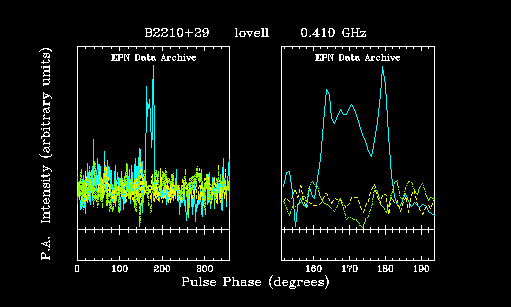 B2210+29 lovell 0.410 GHz
EPN Data Archive EPN Data Archive
P.A. Intensity (arbitrary units)
0 100 200 300 160 170 180 190
Pulse Phase (degrees)